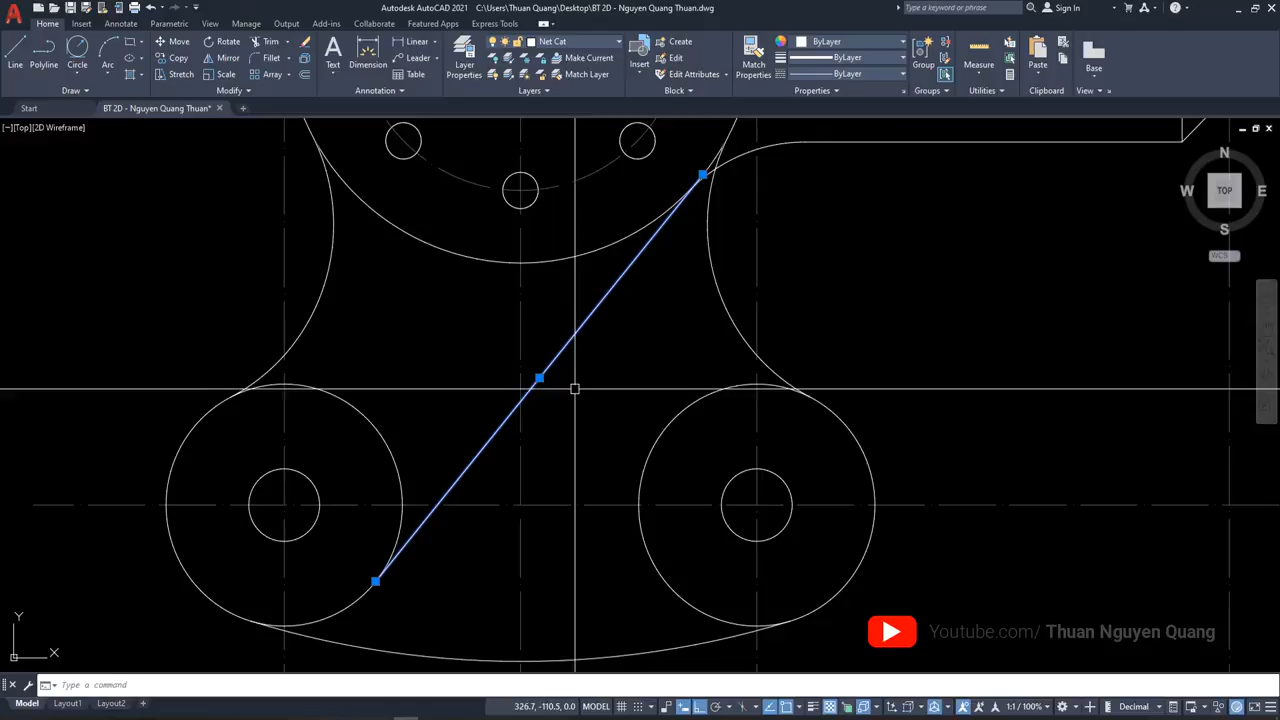 Autodesk AutoCAD 2021 C:\Users\Thuan Quang\Desktop\BT 2D - Nguyen Quang Thuan.dwg
Type a keyword or phrase
Sign In
Home Insert Annotate Parametric View Manage Output Add-ins Collaborate Featured Apps Express Tools
Line Polyline Circle Arc
Move Rotate Trim
Copy Mirror Fillet
Stretch Scale Array
Text Dimension
Linear
Leader
Table
Layer Properties
Net Cat
Make Current
Match Layer
Insert
Create
Edit
Edit Attributes
Match Properties
ByLayer
ByLayer
ByLayer
Group
Measure
Paste
Base
Draw Modify Annotation Layers Block Properties Groups Utilities Clipboard View
Start BT 2D - Nguyen Quang Thuan*
[−][Top][2D Wireframe]
N
W TOP E
S
WCS
Youtube.com/ Thuan Nguyen Quang
Y
X
Type a command
Model Layout1 Layout2
326.7, -110.5, 0.0 MODEL 1:1 / 100% Decimal